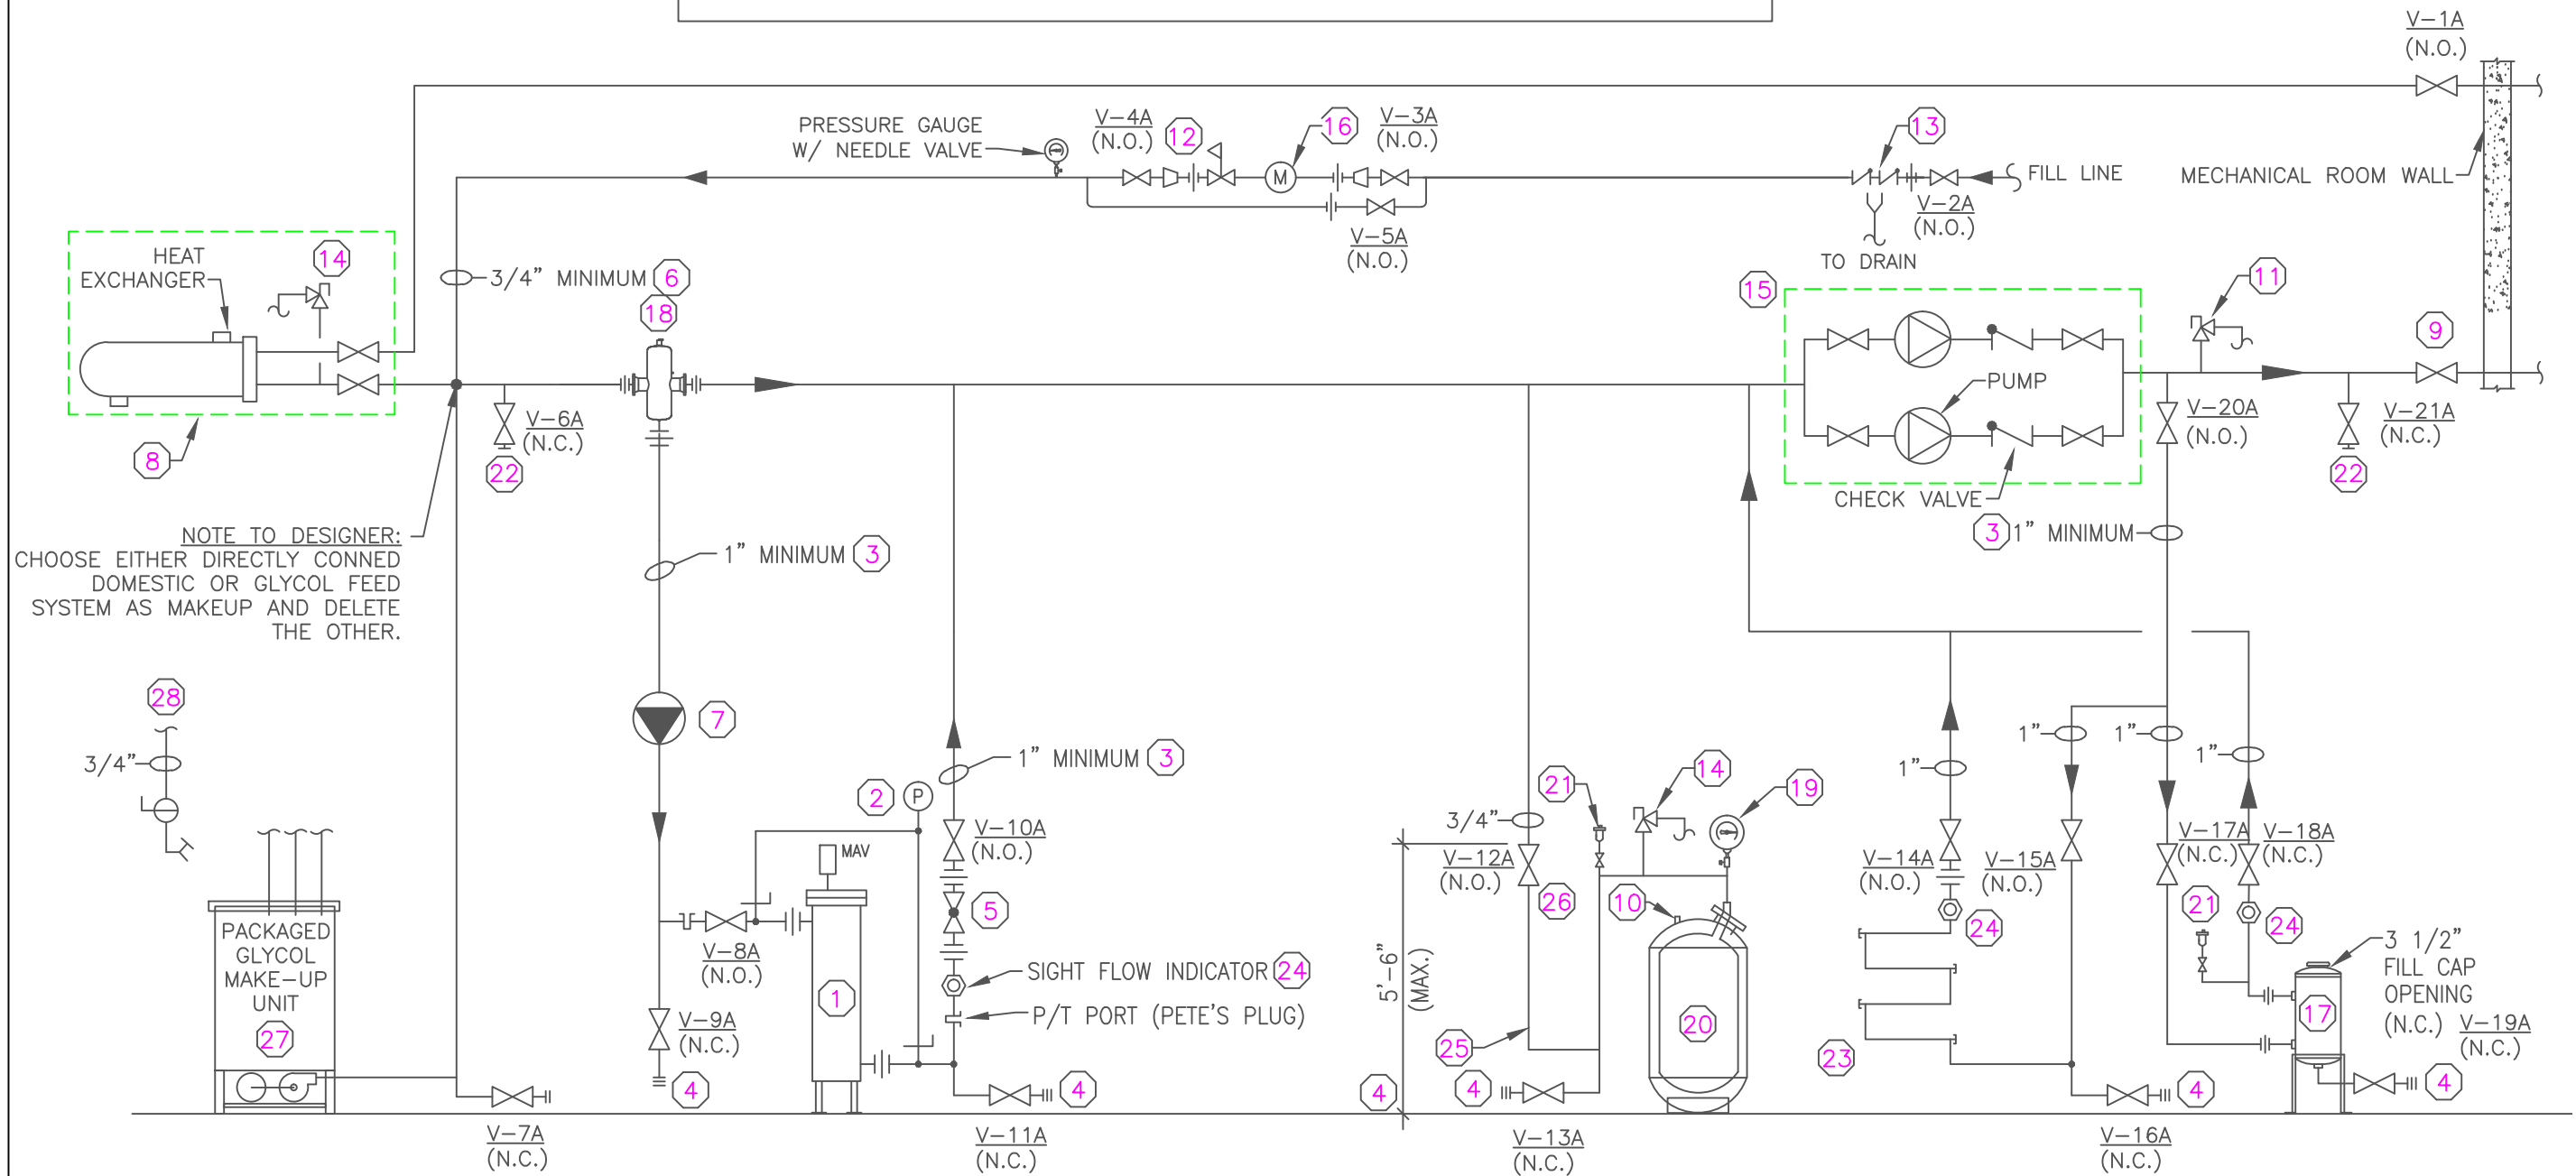 V-1A
(N.O.)
PRESSURE GAUGE
W/ NEEDLE VALVE
V-4A
(N.O.)
12
16
M
V-3A
(N.O.)
13
FILL LINE
V-2A
(N.O.)
TO DRAIN
V-5A
(N.O.)
MECHANICAL ROOM WALL
HEAT
EXCHANGER
14
3/4" MINIMUM 6
18
15
11
9
PUMP
CHECK VALVE
8
V-6A
(N.C.)
22
V-20A
(N.O.)
V-21A
(N.C.)
22
NOTE TO DESIGNER:
CHOOSE EITHER DIRECTLY CONNED
DOMESTIC OR GLYCOL FEED
SYSTEM AS MAKEUP AND DELETE
THE OTHER.
1" MINIMUM 3
3 1" MINIMUM
28
3/4"
7
1" MINIMUM 3
2
P
MAV
V-10A
(N.O.)
5
V-8A
(N.O.)
1
SIGHT FLOW INDICATOR 24
P/T PORT (PETE'S PLUG)
V-9A
(N.C.)
4
4
PACKAGED
GLYCOL
MAKE-UP
UNIT
27
V-7A
(N.C.)
V-11A
(N.C.)
21
14
19
3/4"
V-12A
(N.O.)
26
10
5'-6"
(MAX.)
20
25
4
4
V-13A
(N.C.)
1"
1"
1"
1"
V-14A
(N.O.)
V-15A
(N.O.)
V-17A
(N.C.)
V-18A
(N.C.)
24
21
24
3 1/2"
FILL CAP
OPENING
(N.C.)
17
V-19A
(N.C.)
23
4
4
V-16A
(N.C.)